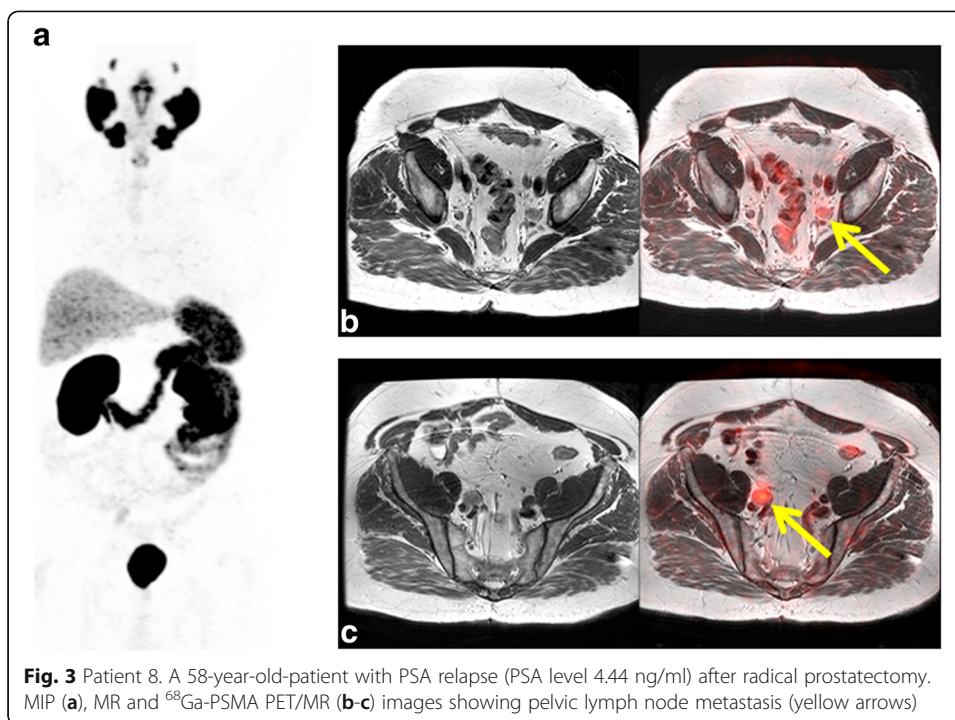 a
b
c
Fig. 3 Patient 8. A 58-year-old-patient with PSA relapse (PSA level 4.44 ng/ml) after radical prostatectomy.
MIP (a), MR and ⁶⁸Ga-PSMA PET/MR (b-c) images showing pelvic lymph node metastasis (yellow arrows)